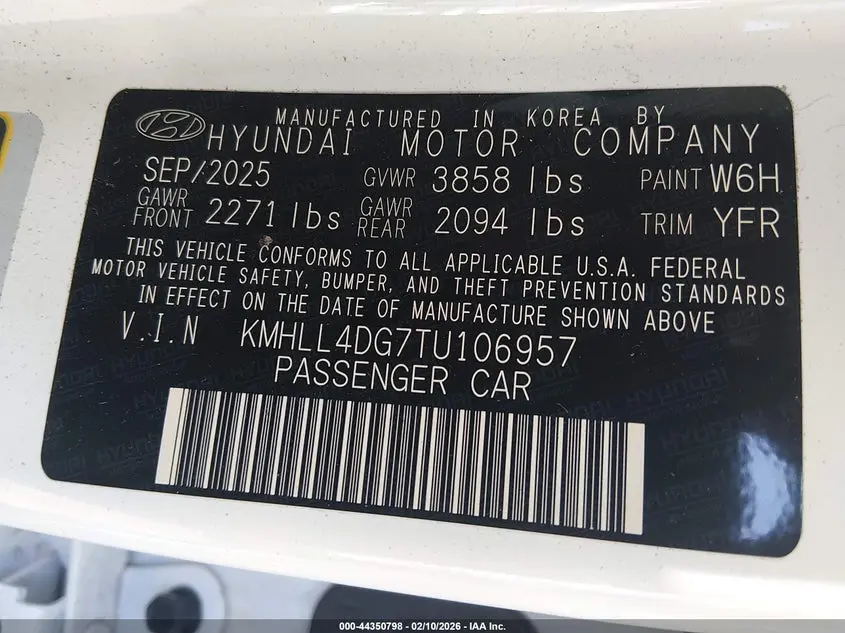 MANUFACTURED IN KOREA BY
HYUNDAI MOTOR COMPANY
SEP/2025 GVWR 3858 lbs PAINT W6H
GAWR FRONT 2271 lbs GAWR REAR 2094 lbs TRIM YFR
THIS VEHICLE CONFORMS TO ALL APPLICABLE U.S.A. FEDERAL
MOTOR VEHICLE SAFETY, BUMPER, AND THEFT PREVENTION STANDARDS
IN EFFECT ON THE DATE OF MANUFACTURE SHOWN ABOVE
V.I.N KMHLL4DG7TU106957
PASSENGER CAR
000-44350798 - 02/10/2026 - IAA Inc.